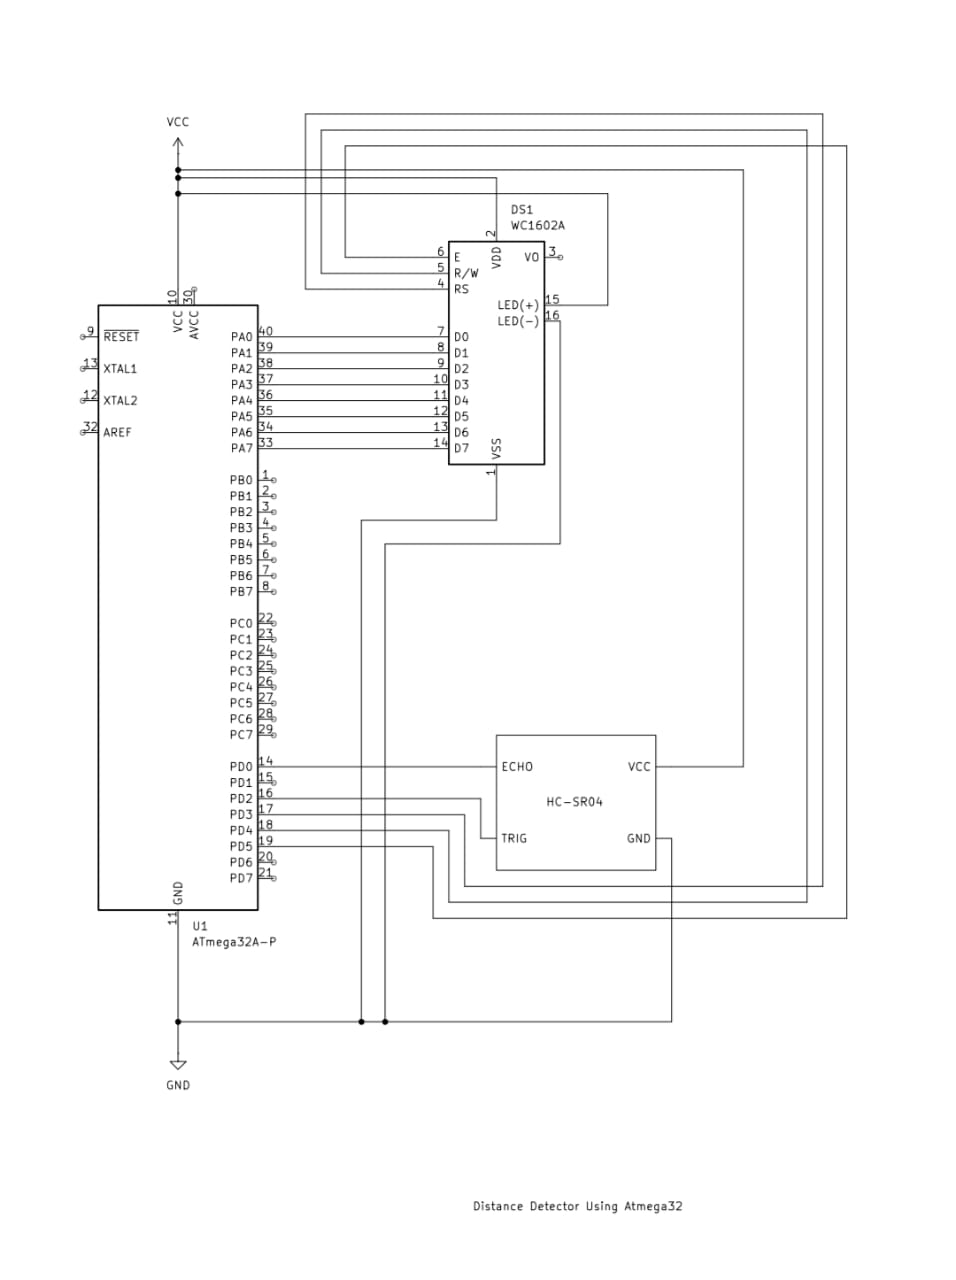 VCC
DS1
WC1602A
2
6 E VDD VO 3
5 R/W
4 RS
LED(+) 15
LED(-) 16
10 30
VCC AVCC
9 RESET PA0 40 7 D0
PA1 39 8 D1
13 XTAL1 PA2 38 9 D2
PA3 37 10 D3
12 XTAL2 PA4 36 11 D4
PA5 35 12 D5
32 AREF PA6 34 13 D6
PA7 33 14 D7
VSS
1
PB0 1
PB1 2
PB2 3
PB3 4
PB4 5
PB5 6
PB6 7
PB7 8
PC0 22
PC1 23
PC2 24
PC3 25
PC4 26
PC5 27
PC6 28
PC7 29
PD0 14 ECHO VCC
PD1 15
PD2 16 HC-SR04
PD3 17
PD4 18 TRIG GND
PD5 19
PD6 20
PD7 21
GND
11
U1
ATmega32A-P
GND
Distance Detector Using Atmega32